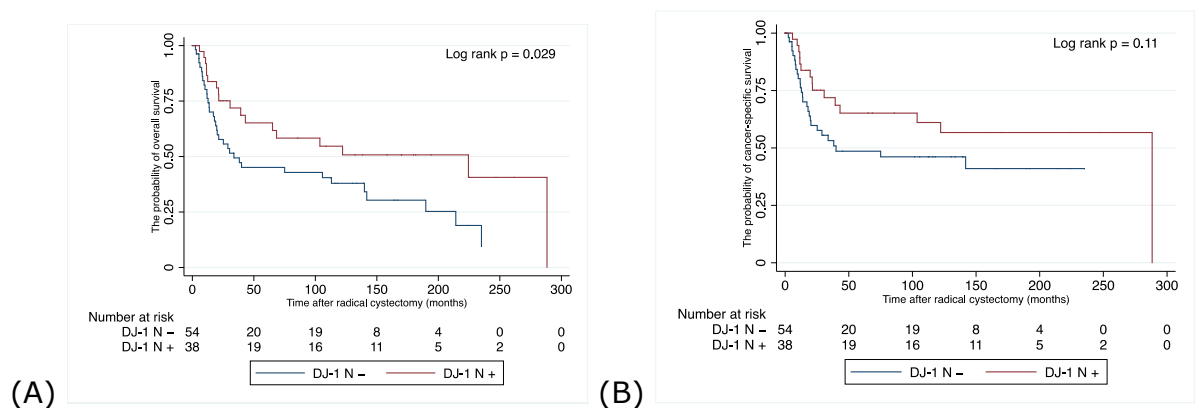 Log rank p = 0.029
The probability of overall survival
1.00
0.75
0.50
0.25
0
0 50 100 150 200 250 300
Time after radical cystectomy (months)
Number at risk
DJ-1 N – 54 20 19 8 4 0 0
DJ-1 N + 38 19 16 11 5 2 0
DJ-1 N – DJ-1 N +
(A)
Log rank p = 0.11
The probability of cancer-specific survival
1.00
0.75
0.50
0.25
0
0 50 100 150 200 250 300
Time after radical cystectomy (months)
Number at risk
DJ-1 N – 54 20 19 8 4 0 0
DJ-1 N + 38 19 16 11 5 2 0
DJ-1 N – DJ-1 N +
(B)